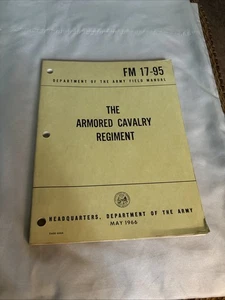 FM 17-95
DEPARTMENT OF THE ARMY FIELD MANUAL
THE
ARMORED CAVALRY
REGIMENT
HEADQUARTERS, DEPARTMENT OF THE ARMY
MAY 1966